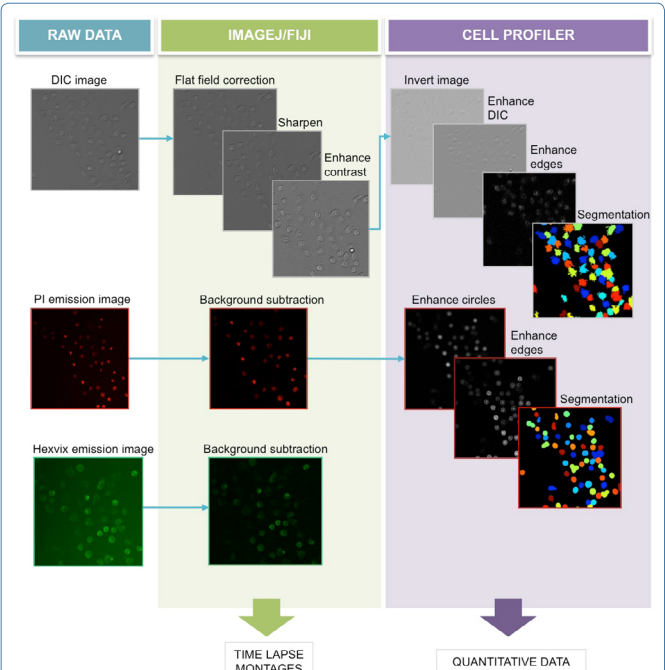 RAW DATA
IMAGEJ/FIJI
CELL PROFILER
DIC image
Flat field correction
Sharpen
Enhance
contrast
Invert image
Enhance
DIC
Enhance
edges
Segmentation
PI emission image
Background subtraction
Enhance circles
Enhance
edges
Segmentation
Hexvix emission image
Background subtraction
TIME LAPSE
MONTAGES
QUANTITATIVE DATA